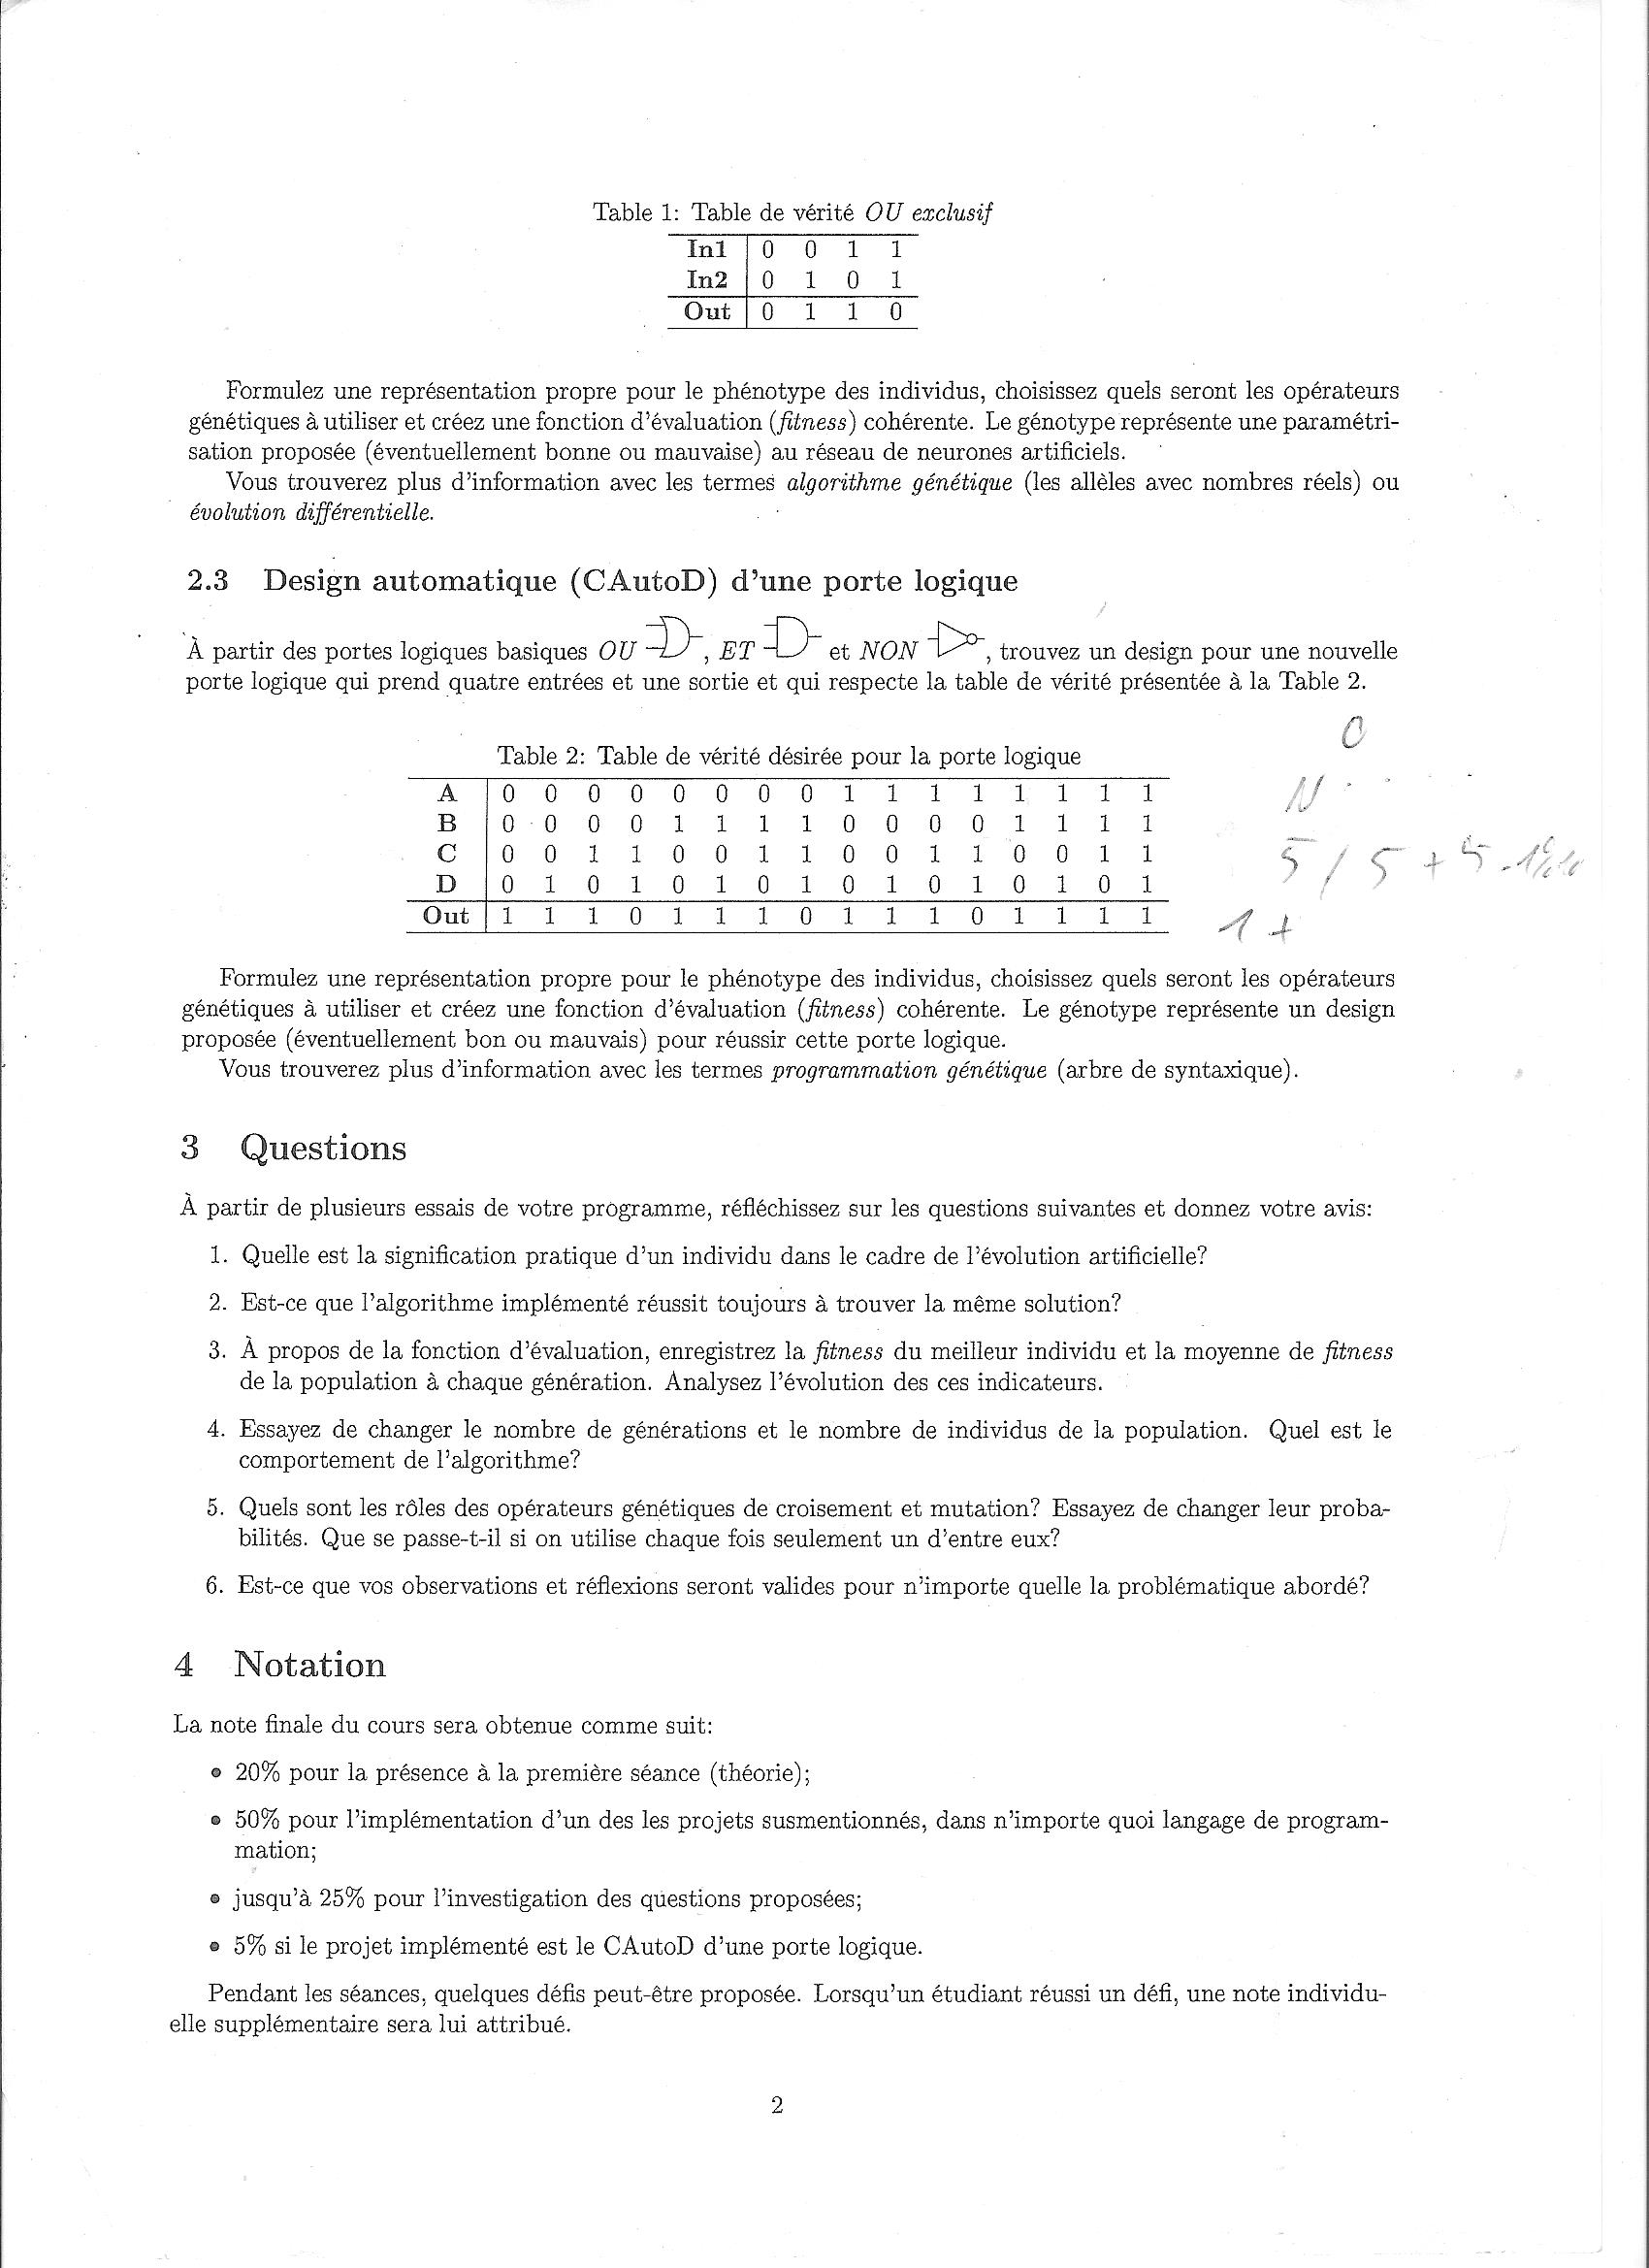 Table 1: Table de vérité OU exclusif
In1 0 0 1 1
In2 0 1 0 1
Out 0 1 1 0
Formulez une représentation propre pour le phénotype des individus, choisissez quels seront les opérateurs
génétiques à utiliser et créez une fonction d'évaluation (fitness) cohérente. Le génotype représente une paramétri-
sation proposée (éventuellement bonne ou mauvaise) au réseau de neurones artificiels.
Vous trouverez plus d'information avec les termes algorithme génétique (les allèles avec nombres réels) ou
évolution différentielle.
2.3 Design automatique (CAutoD) d'une porte logique
À partir des portes logiques basiques OU , ET et NON , trouvez un design pour une nouvelle
porte logique qui prend quatre entrées et une sortie et qui respecte la table de vérité présentée à la Table 2.
0
Table 2: Table de vérité désirée pour la porte logique
A 0 0 0 0 0 0 0 0 1 1 1 1 1 1 1 1
N
B 0 0 0 0 1 1 1 1 0 0 0 0 1 1 1 1
C 0 0 1 1 0 0 1 1 0 0 1 1 0 0 1 1
5 / 5 + 5
D 0 1 0 1 0 1 0 1 0 1 0 1 0 1 0 1
Out 1 1 1 0 1 1 1 0 1 1 1 0 1 1 1 1
1 +
Formulez une représentation propre pour le phénotype des individus, choisissez quels seront les opérateurs
génétiques à utiliser et créez une fonction d'évaluation (fitness) cohérente. Le génotype représente un design
proposée (éventuellement bon ou mauvais) pour réussir cette porte logique.
Vous trouverez plus d'information avec les termes programmation génétique (arbre de syntaxique).
3 Questions
À partir de plusieurs essais de votre programme, réfléchissez sur les questions suivantes et donnez votre avis:
1. Quelle est la signification pratique d'un individu dans le cadre de l'évolution artificielle?
2. Est-ce que l'algorithme implémenté réussit toujours à trouver la même solution?
3. À propos de la fonction d'évaluation, enregistrez la fitness du meilleur individu et la moyenne de fitness
de la population à chaque génération. Analysez l'évolution des ces indicateurs.
4. Essayez de changer le nombre de générations et le nombre de individus de la population. Quel est le
comportement de l'algorithme?
5. Quels sont les rôles des opérateurs génétiques de croisement et mutation? Essayez de changer leur proba-
bilités. Que se passe-t-il si on utilise chaque fois seulement un d'entre eux?
6. Est-ce que vos observations et réflexions seront valides pour n'importe quelle la problématique abordé?
4 Notation
La note finale du cours sera obtenue comme suit:
• 20% pour la présence à la première séance (théorie);
• 50% pour l'implémentation d'un des les projets susmentionnés, dans n'importe quoi langage de program-
mation;
• jusqu'à 25% pour l'investigation des questions proposées;
• 5% si le projet implémenté est le CAutoD d'une porte logique.
Pendant les séances, quelques défis peut-être proposée. Lorsqu'un étudiant réussi un défi, une note individu-
elle supplémentaire sera lui attribué.
2